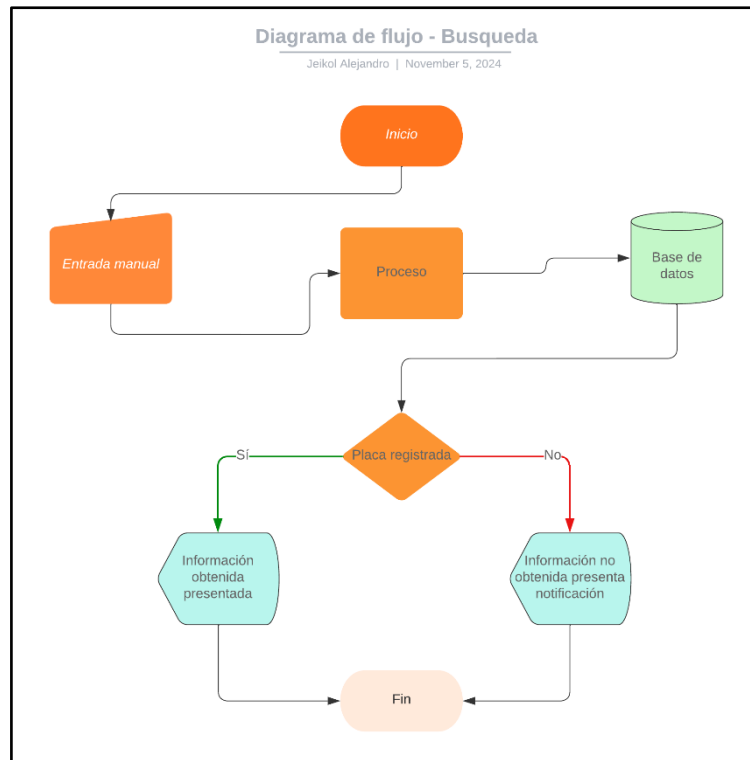 Diagrama de flujo - Busqueda
Jeikol Alejandro | November 5, 2024
Inicio
Entrada manual
Proceso
Base de
datos
Placa registrada
Sí
No
Información
obtenida
presentada
Información no
obtenida presenta
notificación
Fin